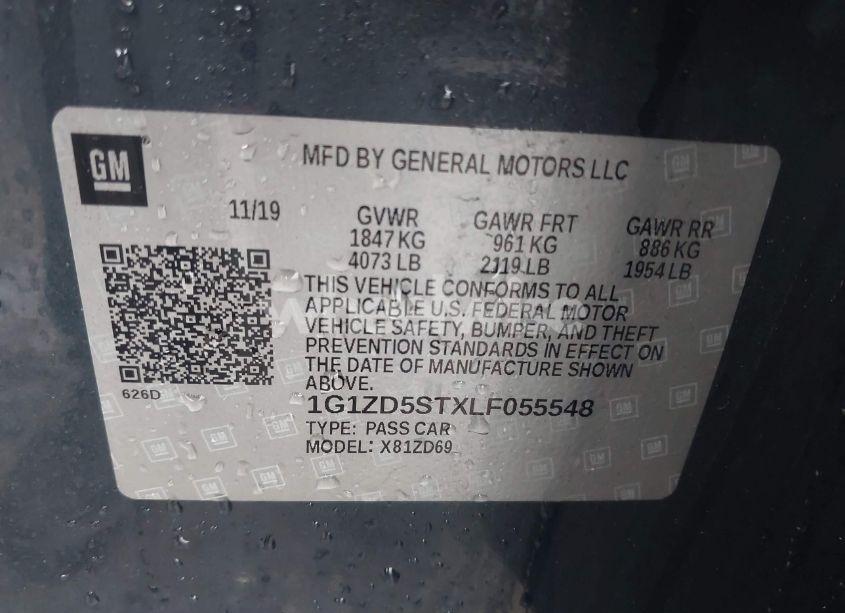 GM
MFD BY GENERAL MOTORS LLC
11/19
GVWR GAWR FRT GAWR RR
1847 KG 961 KG 886 KG
4073 LB 2119 LB 1954 LB
THIS VEHICLE CONFORMS TO ALL
APPLICABLE U.S. FEDERAL MOTOR
VEHICLE SAFETY, BUMPER, AND THEFT
PREVENTION STANDARDS IN EFFECT ON
THE DATE OF MANUFACTURE SHOWN
ABOVE.
626D
1G1ZD5STXLF055548
TYPE: PASS CAR
MODEL: X81ZD69